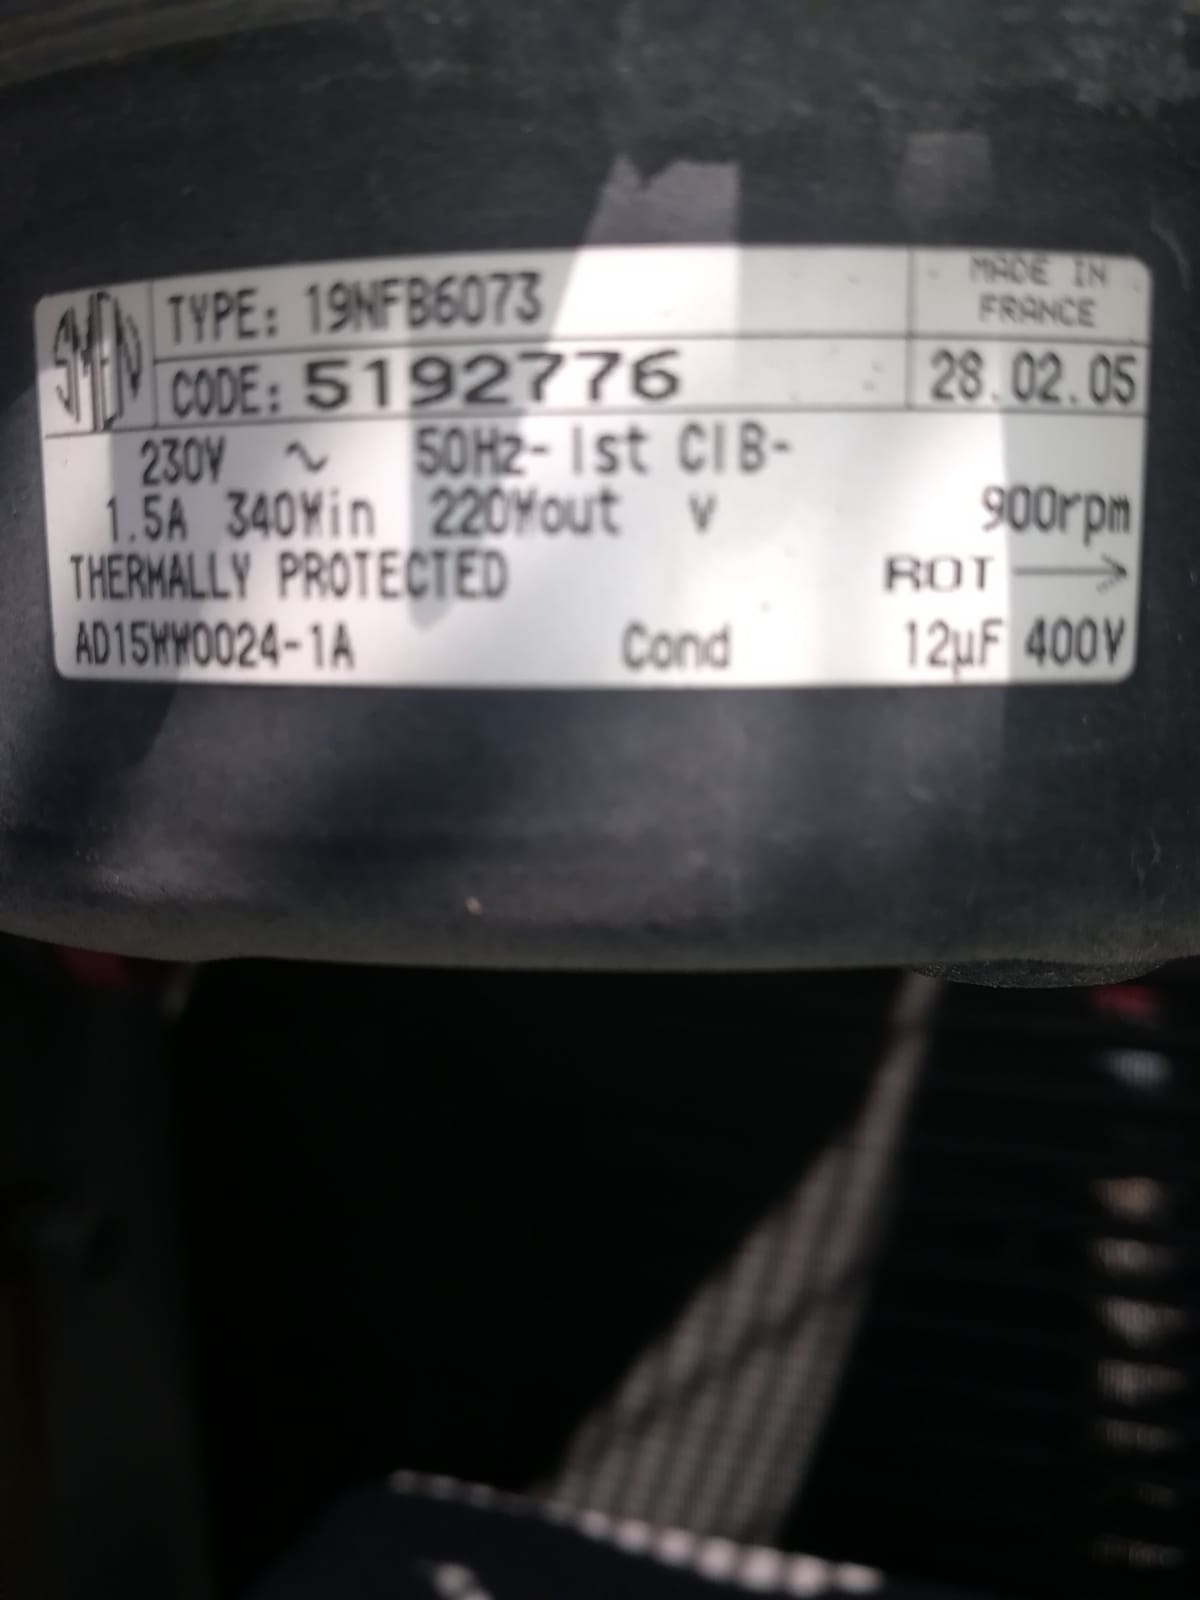 SMEN
TYPE: 19NFB6073
MADE IN
FRANCE
CODE: 5192776
28.02.05
230V ~ 50Hz-Ist CIB-
1.5A 340Win 220Wout V 900rpm
THERMALLY PROTECTED ROT →
AD15WW0024-1A Cond 12µF 400V